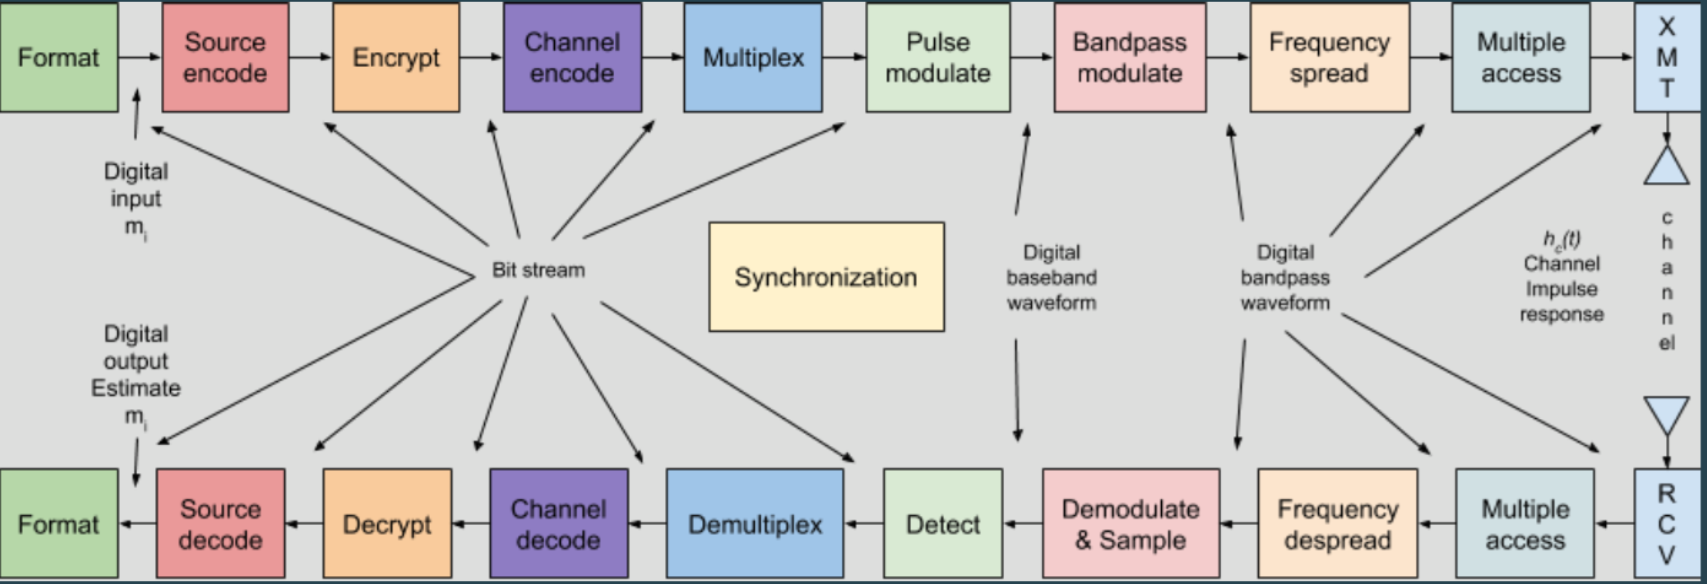 Format
Source
encode
Encrypt
Channel
encode
Multiplex
Pulse
modulate
Bandpass
modulate
Frequency
spread
Multiple
access
X
M
T
Digital
input
mi
Bit stream
Synchronization
Digital
baseband
waveform
Digital
bandpass
waveform
hc(t)
Channel
Impulse
response
c
h
a
n
n
el
Digital
output
Estimate
mi
Format
Source
decode
Decrypt
Channel
decode
Demultiplex
Detect
Demodulate
& Sample
Frequency
despread
Multiple
access
R
C
V